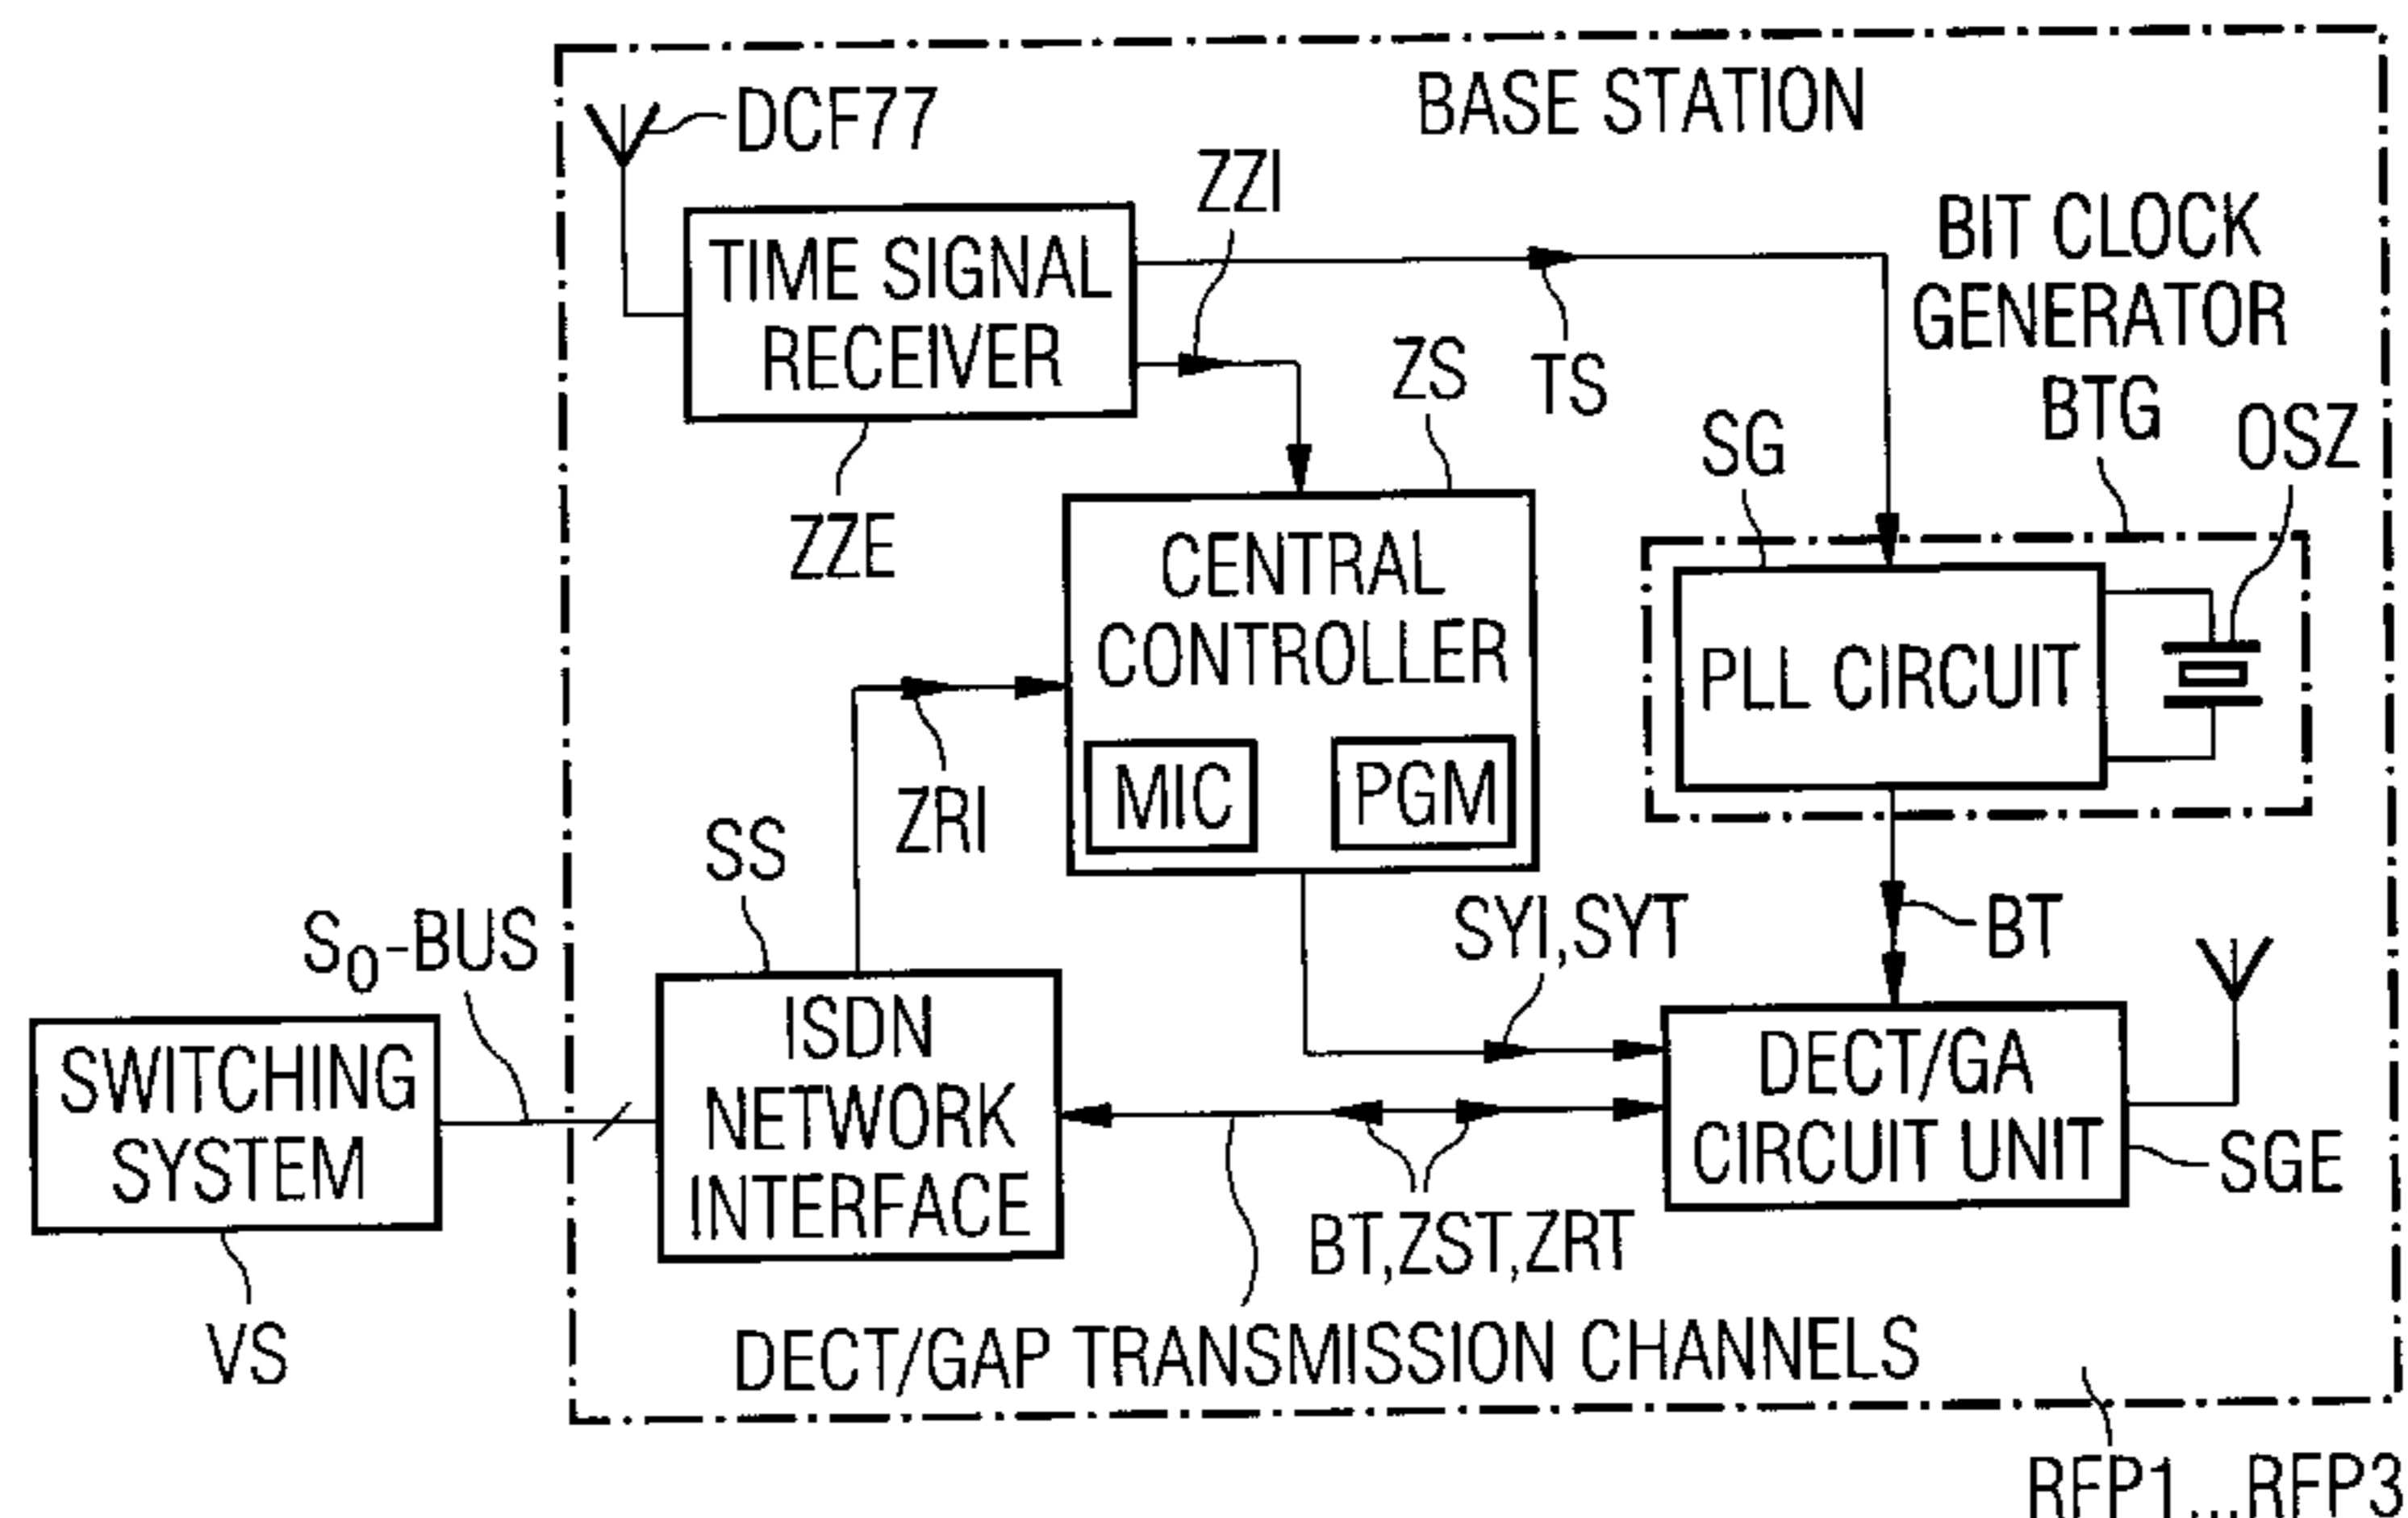 BASE STATION
DCF77
ZZI
TIME SIGNAL
RECEIVER
ZZE
TS
ZS
BIT CLOCK
GENERATOR
BTG
SG
OSZ
CENTRAL
CONTROLLER
MIC
PGM
PLL CIRCUIT
ZRI
SS
S0-BUS
SYI,SYT
BT
SWITCHING
SYSTEM
VS
ISDN
NETWORK
INTERFACE
DECT/GA
CIRCUIT UNIT
SGE
BT,ZST,ZRT
DECT/GAP TRANSMISSION CHANNELS
RFP1...RFP3